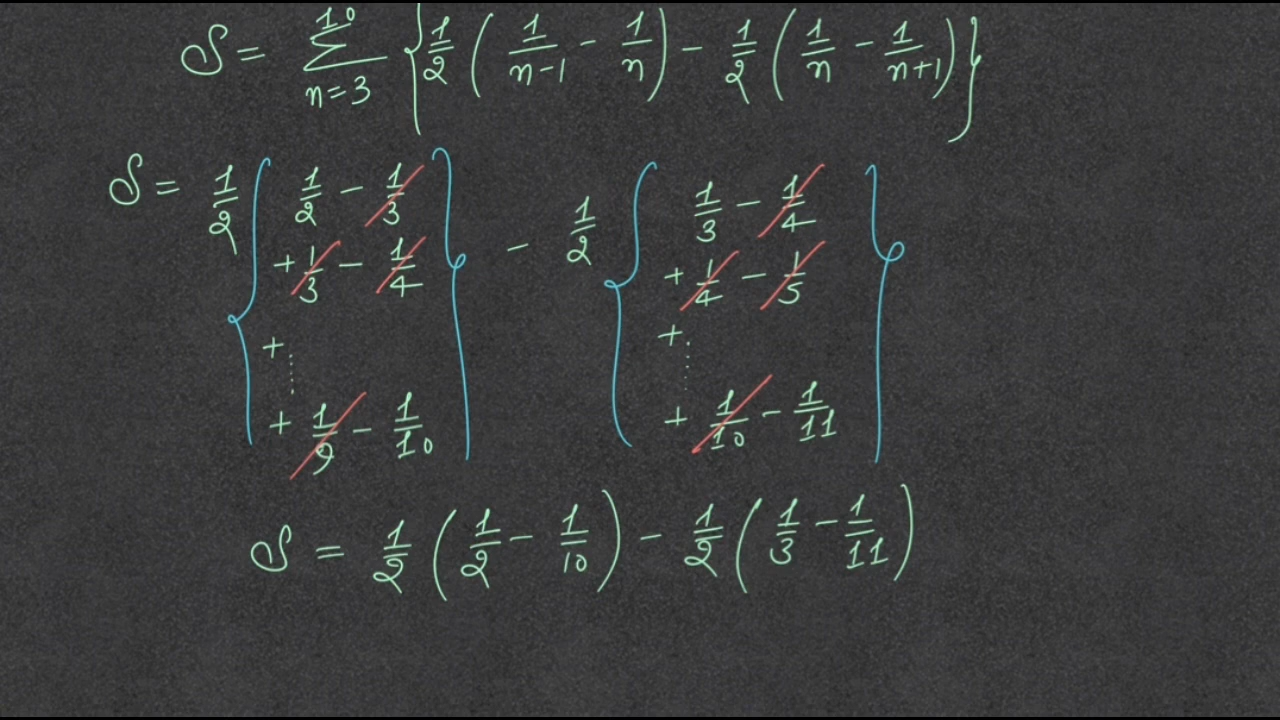 S = \sum_{n=3}^{10} { 1/2 ( 1/(n-1) - 1/n ) - 1/2 ( 1/n - 1/(n+1) ) }
S = 1/2 { 1/2 - 1/3 + 1/3 - 1/4 + ⋮ + 1/9 - 1/10 } - 1/2 { 1/3 - 1/4 + 1/4 - 1/5 + ⋮ + 1/10 - 1/11 }
S = 1/2 ( 1/2 - 1/10 ) - 1/2 ( 1/3 - 1/11 )